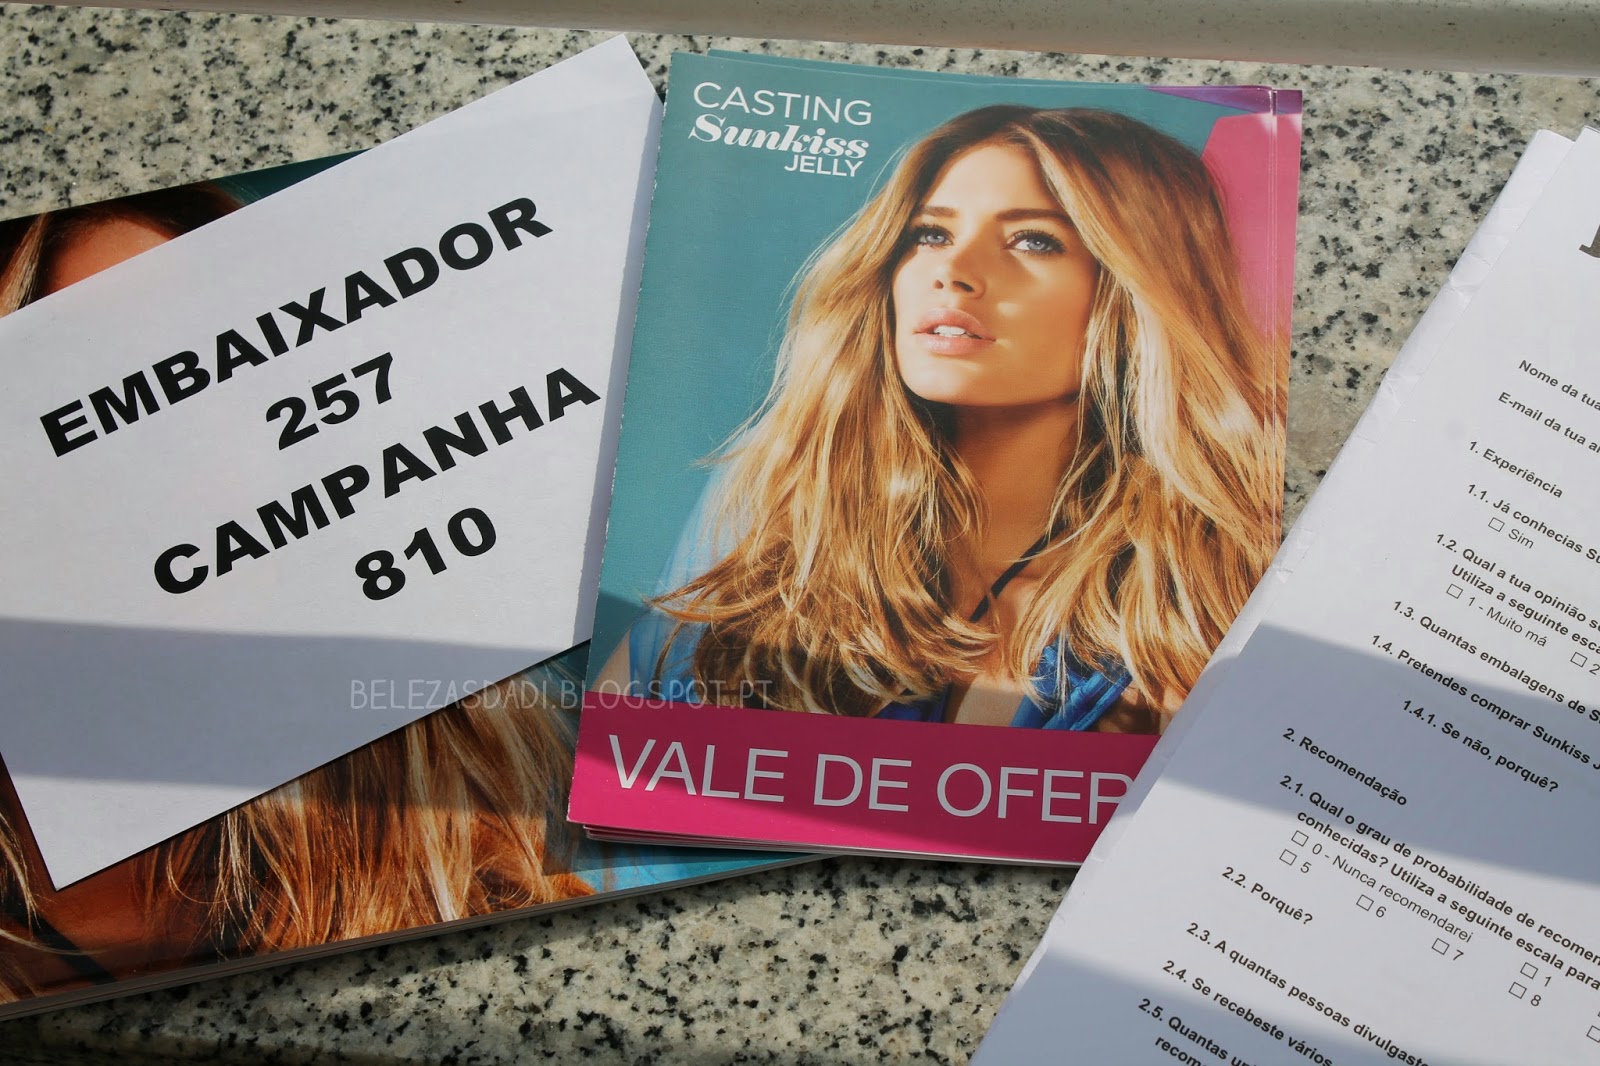 EMBAIXADOR
257
CAMPANHA
810
CASTING
Sunkiss
JELLY
VALE DE OFER
BELEZASDADI.BLOGSPOT.PT
Nome da tua
E-mail da tua
1. Experiência
1.1. Já conhecias
☐ Sim
1.2. Qual a tua opinião
Utiliza a seguinte
☐ 1 - Muito má
☐ 2
1.3. Quantas embalagens de
1.4. Pretendes comprar Sunkiss J
1.4.1. Se não, porquê?
2. Recomendação
2.1. Qual o grau de probabilidade de
conhecidas? Utiliza a seguinte escala para
☐ 0 - Nunca recomendarei
☐ 1
☐ 5
☐ 6
☐ 7
☐ 8
2.2. Porquê?
2.3. A quantas pessoas
2.4. Se recebeste vários
2.5. Quantas